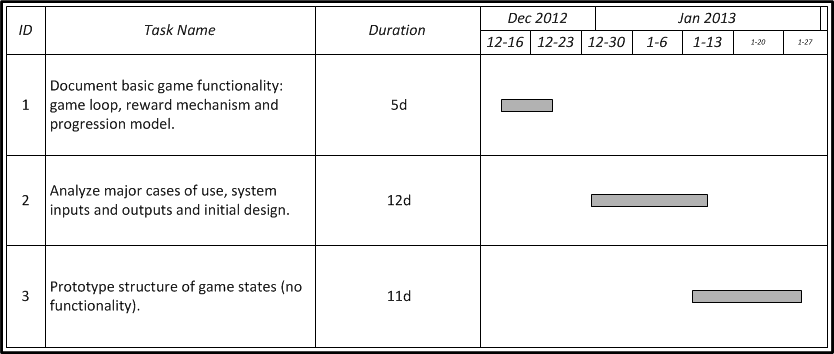 ID Task Name Duration Dec 2012 Jan 2013
12-16 12-23 12-30 1-6 1-13 1-20 1-27
1 Document basic game functionality:
game loop, reward mechanism and
progression model.
5d
2 Analyze major cases of use, system
inputs and outputs and initial design.
12d
3 Prototype structure of game states (no
functionality).
11d